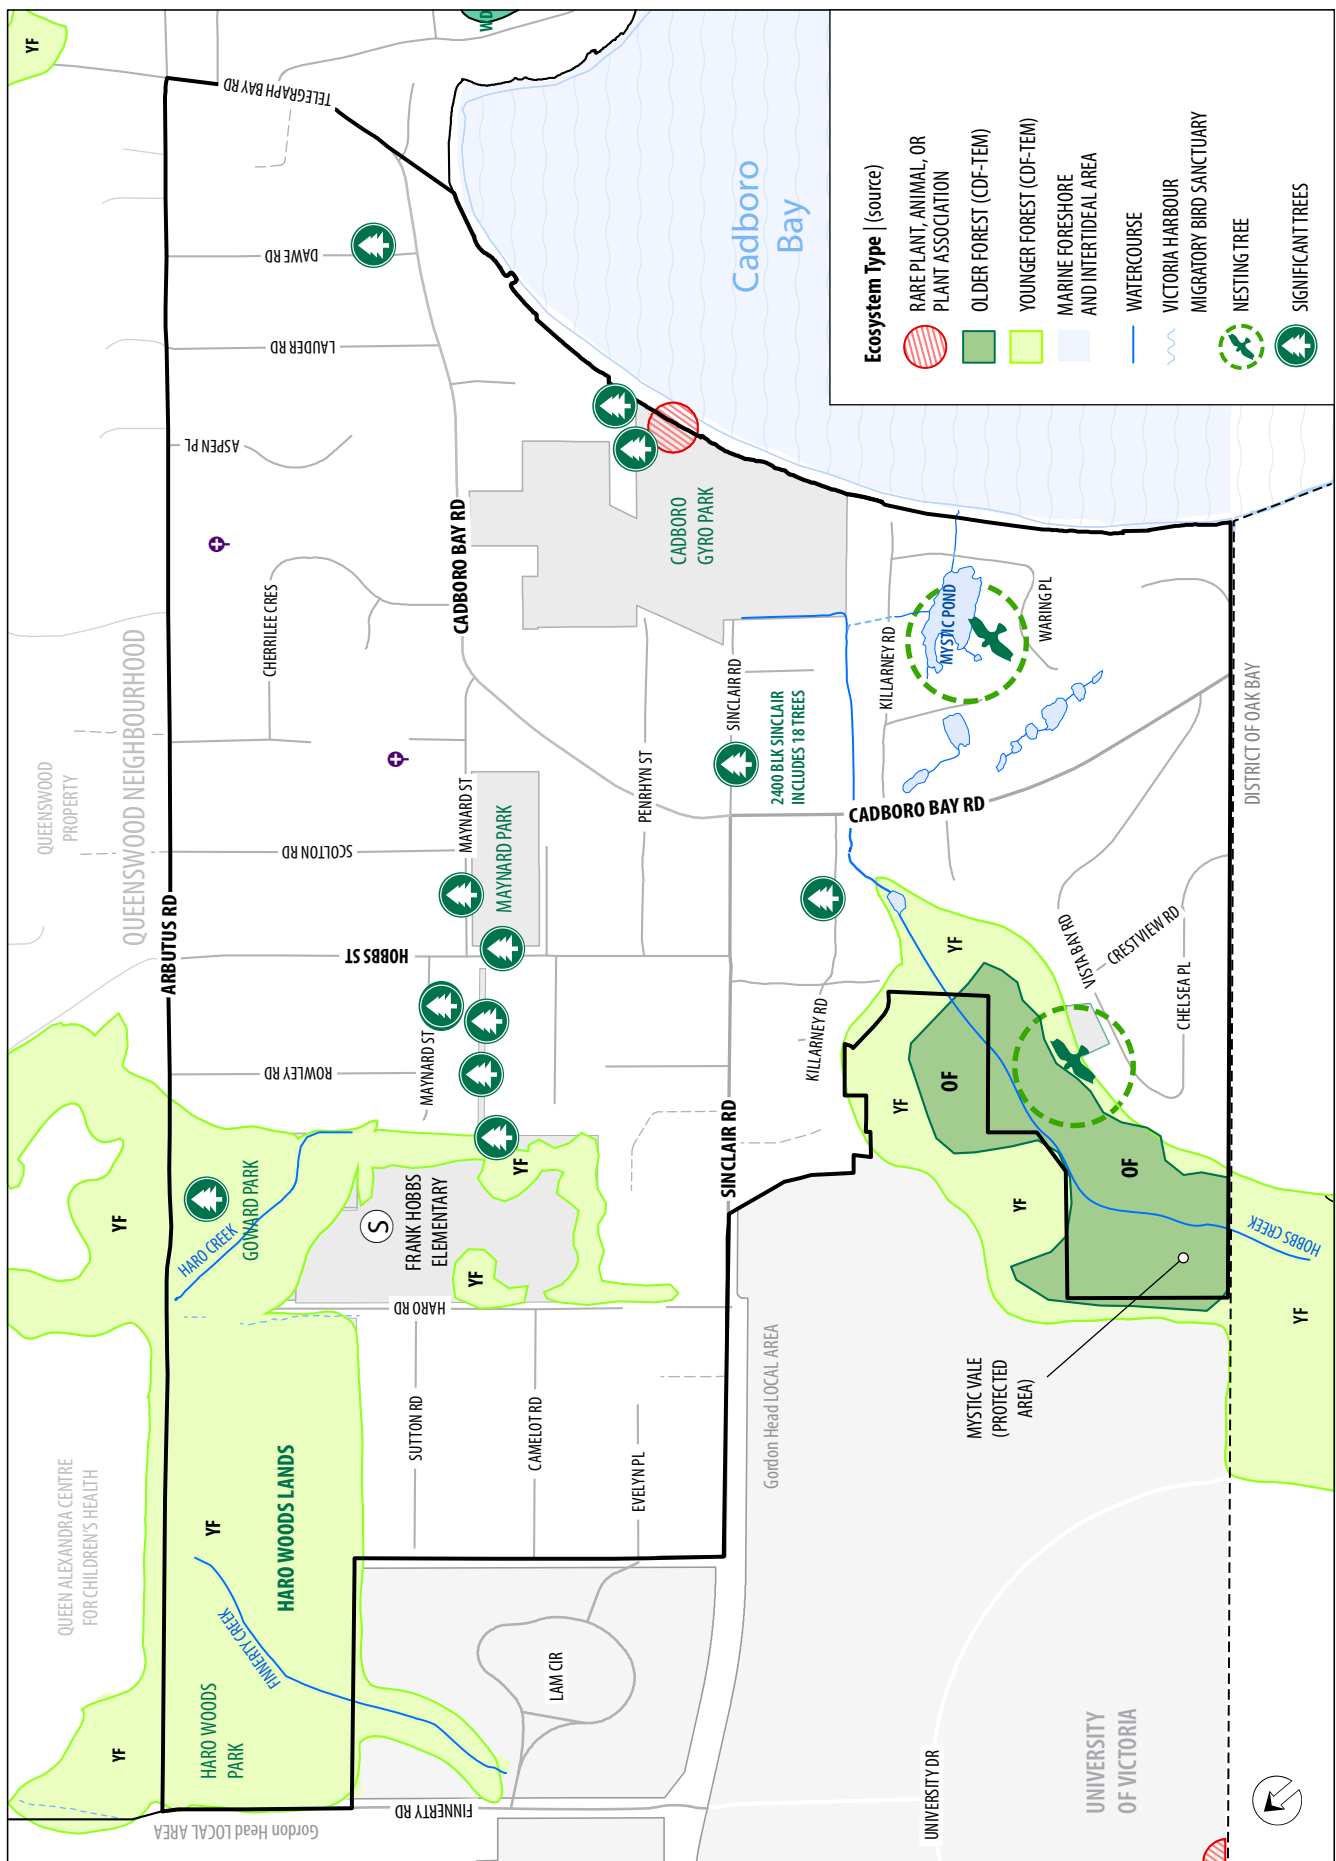 YF
WD
TELEGRAPH BAY RD
DAWE RD
LAUDER RD
ASPEN PL
CHERRILEE CRES
CADBORO BAY RD
QUEENSWOOD NEIGHBOURHOOD
QUEENSWOOD
PROPERTY
ARBUTUS RD
SCOLTON RD
MAYNARD ST
MAYNARD PARK
HOBBS ST
MAYNARD ST
ROWLEY RD
PENRHYN ST
SINCLAIR RD
2400 BLK SINCLAIR
INCLUDES 18 TREES
CADBORO
GYRO PARK
Cadboro
Bay
KILLARNEY RD
MYSTIC POND
WARING PL
CADBORO BAY RD
DISTRICT OF OAK BAY
VISTA BAY RD
CRESTVIEW RD
CHELSEA PL
KILLARNEY RD
SINCLAIR RD
YF
OF
YF
YF
OF
HOBBS CREEK
YF
MYSTIC VALE
(PROTECTED
AREA)
YF
GOWARD PARK
HARO CREEK
S
FRANK HOBBS
ELEMENTARY
YF
YF
HARO RD
SUTTON RD
CAMELOT RD
EVELYN PL
Gordon Head LOCAL AREA
QUEEN ALEXANDRA CENTRE
FOR CHILDREN'S HEALTH
YF
HARO WOODS LANDS
FINNERTY CREEK
HARO WOODS
PARK
YF
LAM CIR
FINNERTY RD
Gordon Head LOCAL AREA
UNIVERSITY DR
UNIVERSITY
OF VICTORIA
Ecosystem Type | (source)
RARE PLANT, ANIMAL, OR
PLANT ASSOCIATION
OLDER FOREST (CDF-TEM)
YOUNGER FOREST (CDF-TEM)
MARINE FORESHORE
AND INTERTIDEAL AREA
WATERCOURSE
VICTORIA HARBOUR
MIGRATORY BIRD SANCTUARY
NESTING TREE
SIGNIFICANT TREES